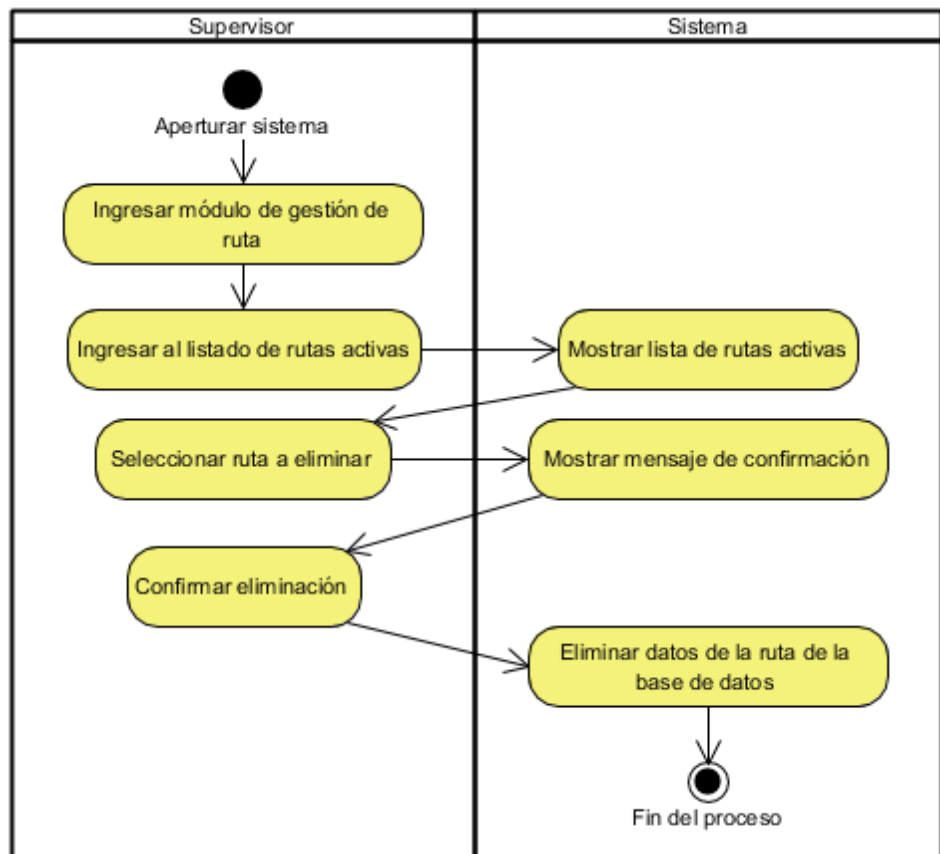 Supervisor
Sistema
Aperturar sistema
Ingresar módulo de gestión de
ruta
Ingresar al listado de rutas activas
Mostrar lista de rutas activas
Seleccionar ruta a eliminar
Mostrar mensaje de confirmación
Confirmar eliminación
Eliminar datos de la ruta de la
base de datos
Fin del proceso